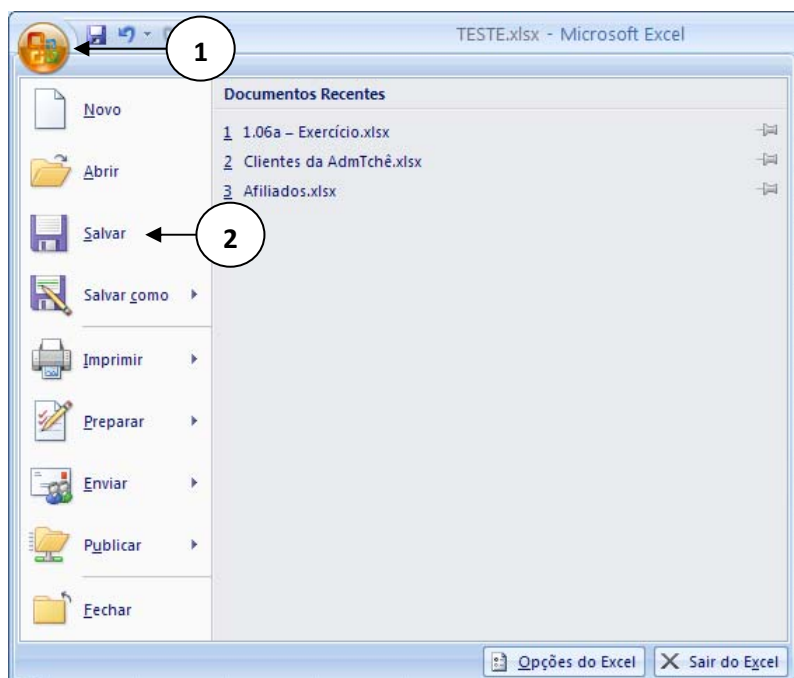 TESTE.xlsx - Microsoft Excel
1
Novo
Abrir
Salvar
2
Salvar como
Imprimir
Preparar
Enviar
Publicar
Fechar
Documentos Recentes
1 1.06a – Exercício.xlsx
2 Clientes da AdmTchê.xlsx
3 Afiliados.xlsx
Opções do Excel
Sair do Excel